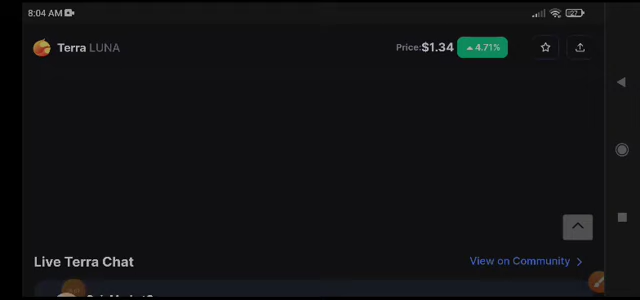 8:04 AM
Terra LUNA
Price:$1.34
4.71%
Live Terra Chat
View on Community